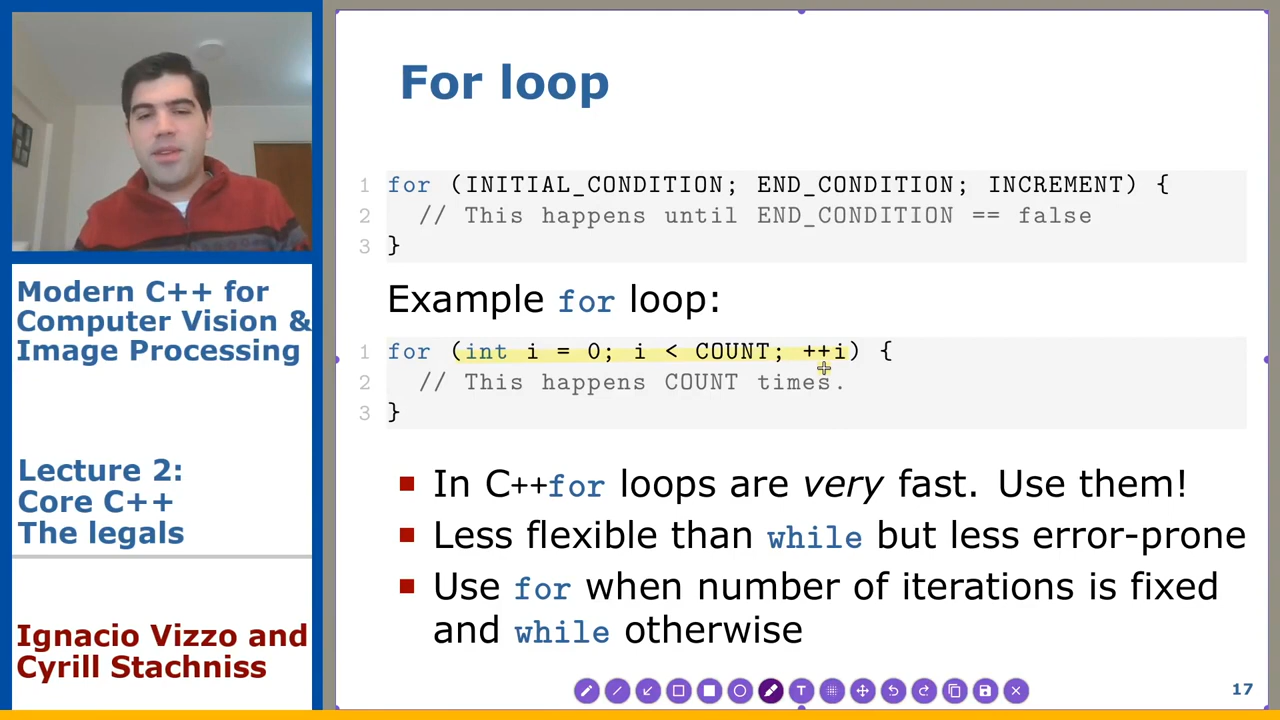 For loop
1 for (INITIAL_CONDITION; END_CONDITION; INCREMENT) {
2 // This happens until END_CONDITION == false
3 }
Example for loop:
1 for (int i = 0; i < COUNT; ++i) {
2 // This happens COUNT times.
3 }
In C++for loops are very fast. Use them!
Less flexible than while but less error-prone
Use for when number of iterations is fixed
and while otherwise
Modern C++ for
Computer Vision &
Image Processing
Lecture 2:
Core C++
The legals
Ignacio Vizzo and
Cyrill Stachniss
T
17